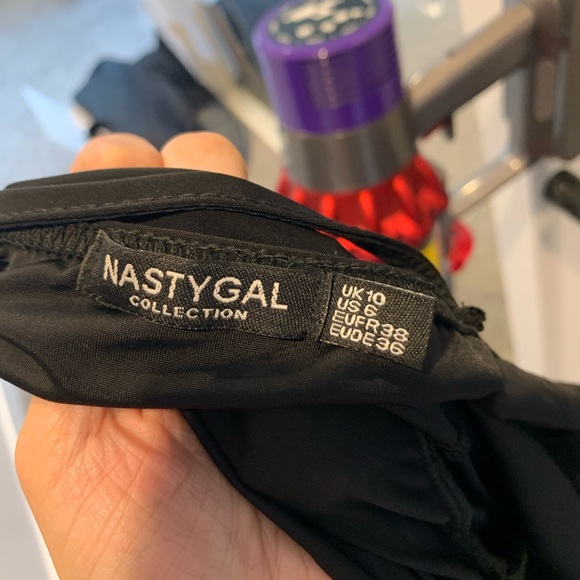 NASTYGAL
COLLECTION
UK10
US6
EUFR38
EUDE36